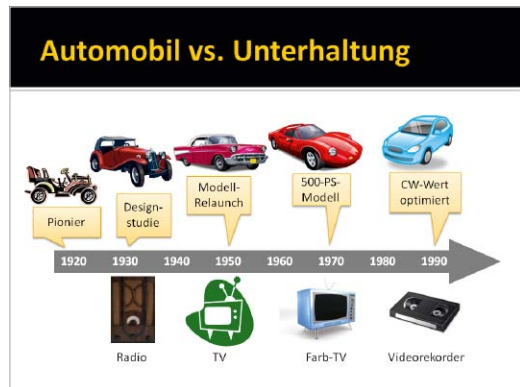 Automobil vs. Unterhaltung
Pionier
Design-
studie
Modell-
Relaunch
500-PS-
Modell
CW-Wert
optimiert
1920 1930 1940 1950 1960 1970 1980 1990
Radio TV Farb-TV Videorekorder